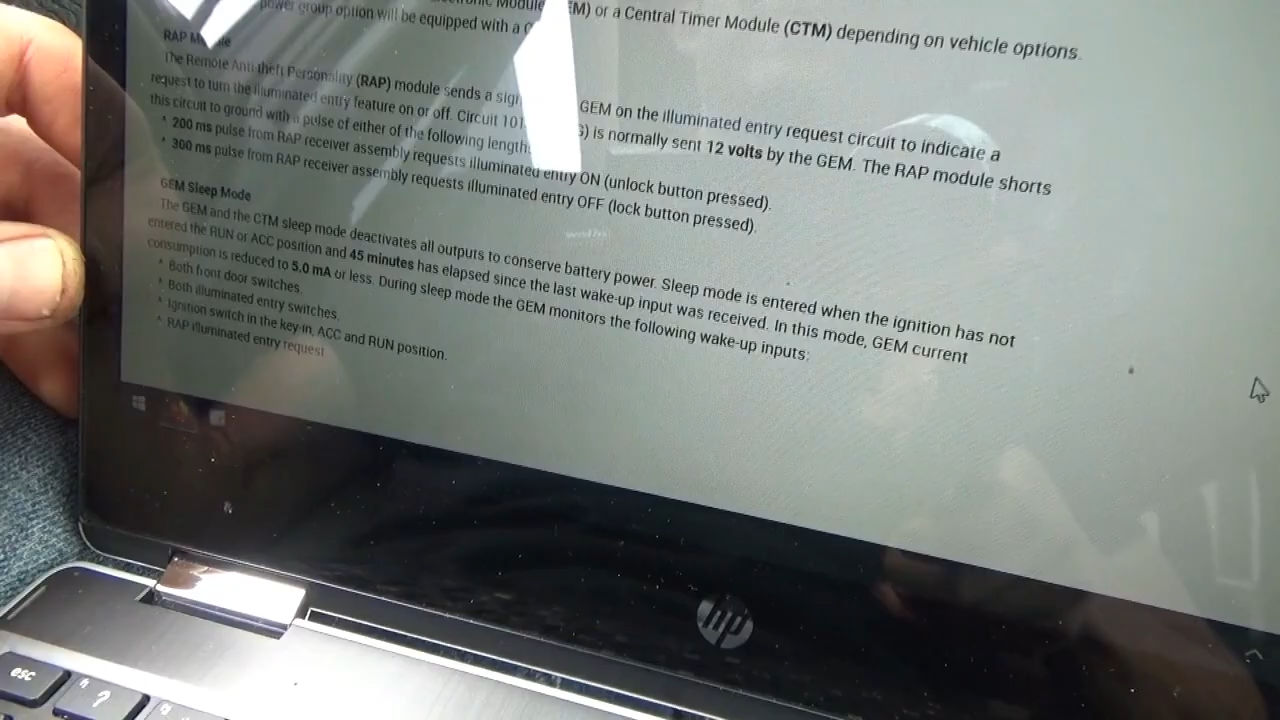 EM) or a Central Timer Module (CTM) depending on vehicle options.
power group option will be equipped with a
RAP
The Remote Anti-theft Personality (RAP) module sends a GEM on the illuminated entry request circuit to indicate a
request to turn the illuminated entry feature on or off. Circuit 101 is normally sent 12 volts by the GEM. The RAP module shorts
this circuit to ground with a pulse of either of the following length
* 200 ms pulse from RAP receiver assembly requests illuminated entry ON (unlock button pressed).
* 300 ms pulse from RAP receiver assembly requests illuminated entry OFF (lock button pressed).
GEM Sleep Mode
The GEM and the CTM sleep mode deactivates all outputs to conserve battery power. Sleep mode is entered when the ignition has not
entered the RUN or ACC position and 45 minutes has elapsed since the last wake-up input was received. In this mode, GEM current
consumption is reduced to 5.0 mA or less. During sleep mode the GEM monitors the following wake-up inputs:
* Both front door switches.
* Both illuminated entry switches.
* Ignition switch in the key-in, ACC and RUN position.
* RAP illuminated entry request
hp
esc
?